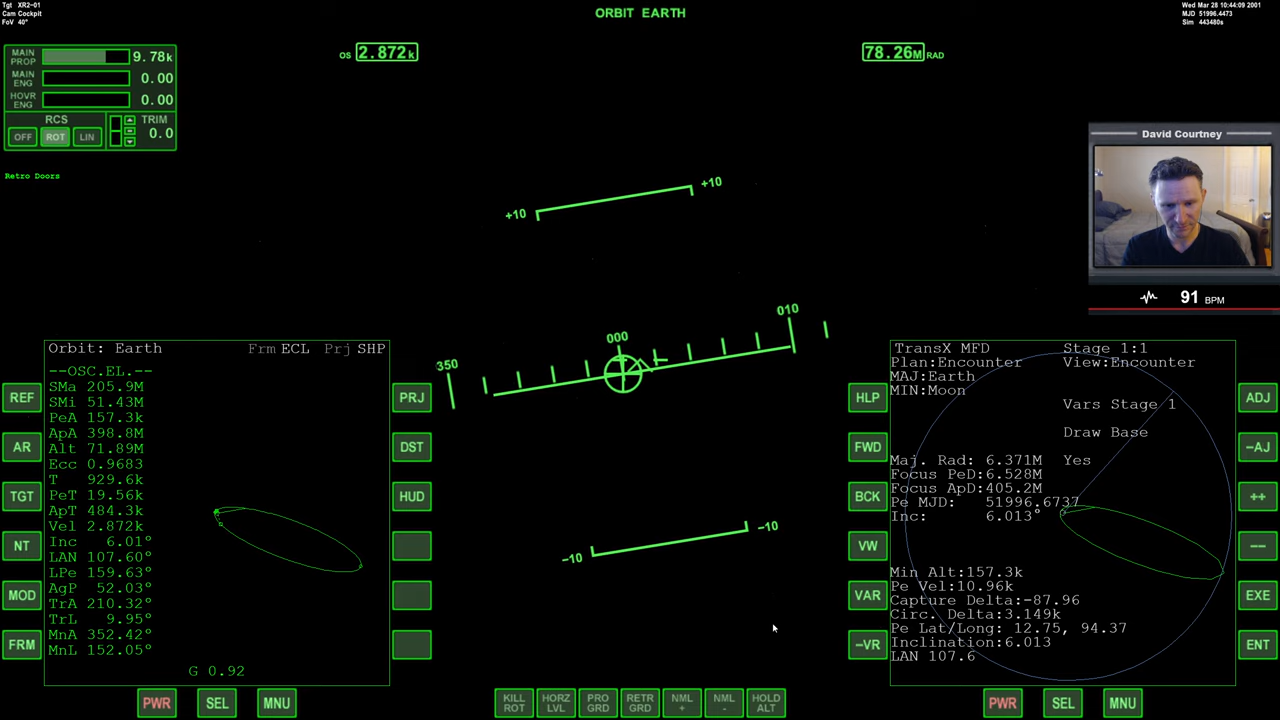 Tgt XR2-01
Cam Cockpit
FoV 40°
ORBIT EARTH
Wed Mar 28 10:44:09 2001
MJD 51996.4473
Sim 443480s
OS 2.872k
78.26M RAD
MAIN PROP 9.78k
MAIN ENG 0.00
HOVR ENG 0.00
RCS TRIM
OFF ROT LIN 0.0
Retro Doors
David Courtney
91 BPM
+10 +10
350 000 010
-10 -10
Orbit: Earth Frm ECL Prj SHP
--OSC.EL.--
SMa 205.9M
SMi 51.43M
PeA 157.3k
ApA 398.8M
Alt 71.89M
Ecc 0.9683
T 929.6k
PeT 19.56k
ApT 484.3k
Vel 2.872k
Inc 6.01°
LAN 107.60°
LPe 159.63°
AgP 52.03°
TrA 210.32°
TrL 9.95°
MnA 352.42°
MnL 152.05°
G 0.92
REF
AR
TGT
NT
MOD
FRM
PRJ
DST
HUD
PWR SEL MNU
KILL ROT
HORZ LVL
PRO GRD
RETR GRD
NML +
NML -
HOLD ALT
TransX MFD Stage 1:1
Plan:Encounter View:Encounter
MAJ:Earth
MIN:Moon
Vars Stage 1
Draw Base
Maj. Rad: 6.371M Yes
Focus PeD:6.528M
Focus ApD:405.2M
Pe MJD: 51996.6737
Inc: 6.013°
Min Alt:157.3k
Pe Vel:10.96k
Capture Delta:-87.96
Circ. Delta:3.149k
Pe Lat/Long: 12.75, 94.37
Inclination:6.013
LAN 107.6
HLP
FWD
BCK
VW
VAR
-VR
ADJ
-AJ
++
--
EXE
ENT
PWR SEL MNU